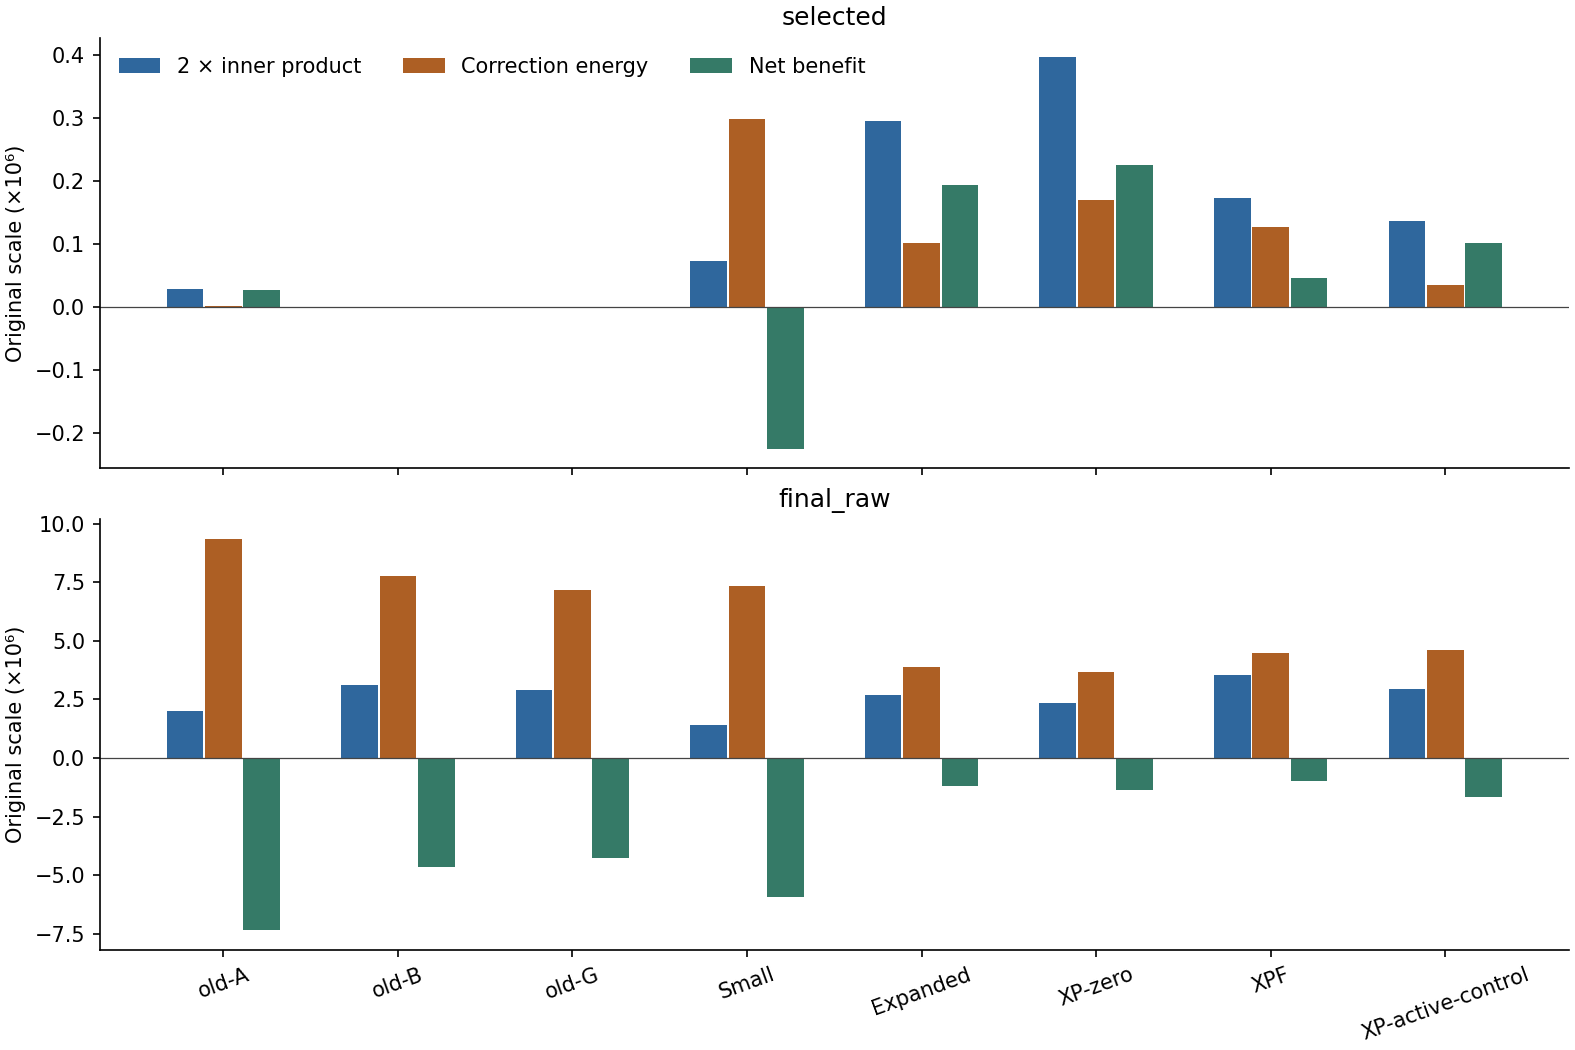 selected
2 × inner product
Correction energy
Net benefit
Original scale (×10⁶)
0.4
0.3
0.2
0.1
0.0
−0.1
−0.2
final_raw
Original scale (×10⁶)
10.0
7.5
5.0
2.5
0.0
−2.5
−5.0
−7.5
old-A
old-B
old-G
Small
Expanded
XP-zero
XPF
XP-active-control